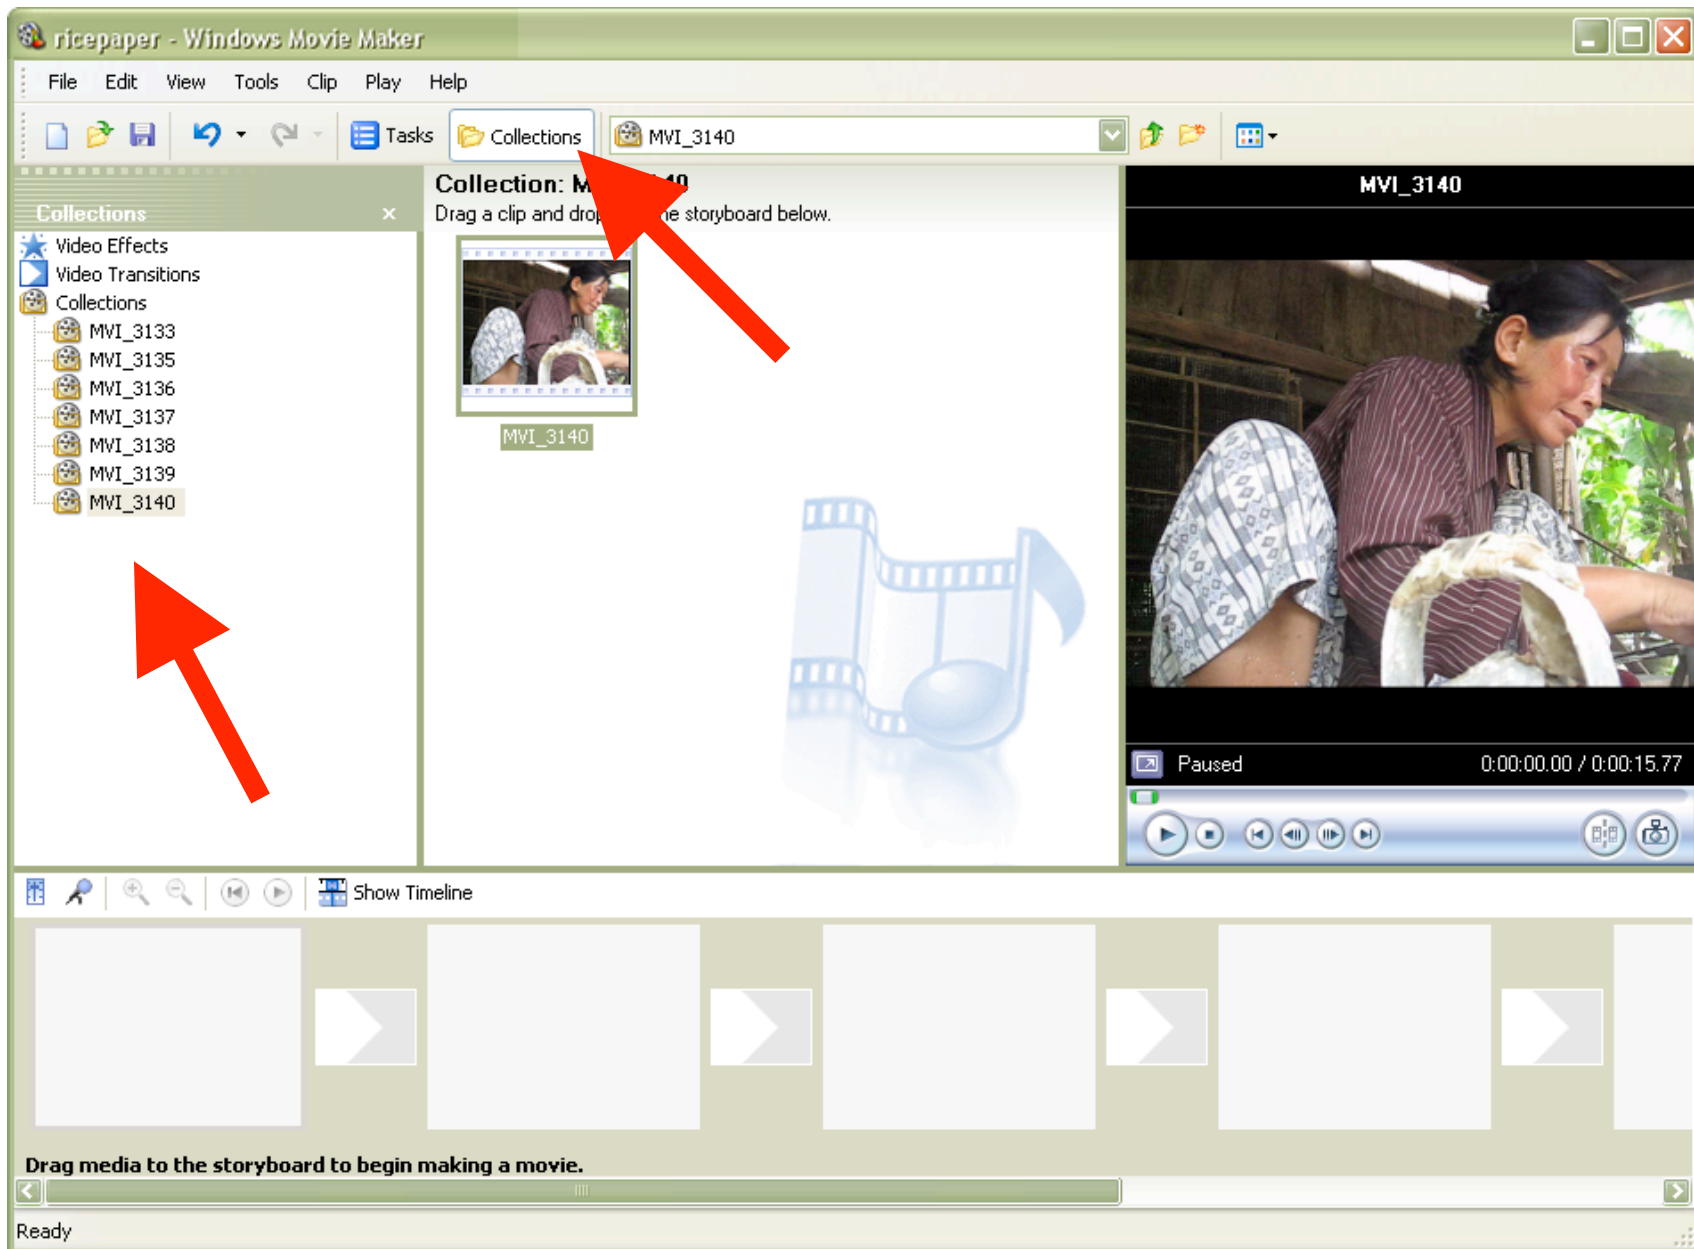 ricepaper - Windows Movie Maker
File Edit View Tools Clip Play Help
Tasks Collections MVI_3140
Collections
Video Effects
Video Transitions
Collections
MVI_3133
MVI_3135
MVI_3136
MVI_3137
MVI_3138
MVI_3139
MVI_3140
Collection: M 40
Drag a clip and drop e storyboard below.
MVI_3140
MVI_3140
Paused 0:00:00.00 / 0:00:15.77
Show Timeline
Drag media to the storyboard to begin making a movie.
Ready